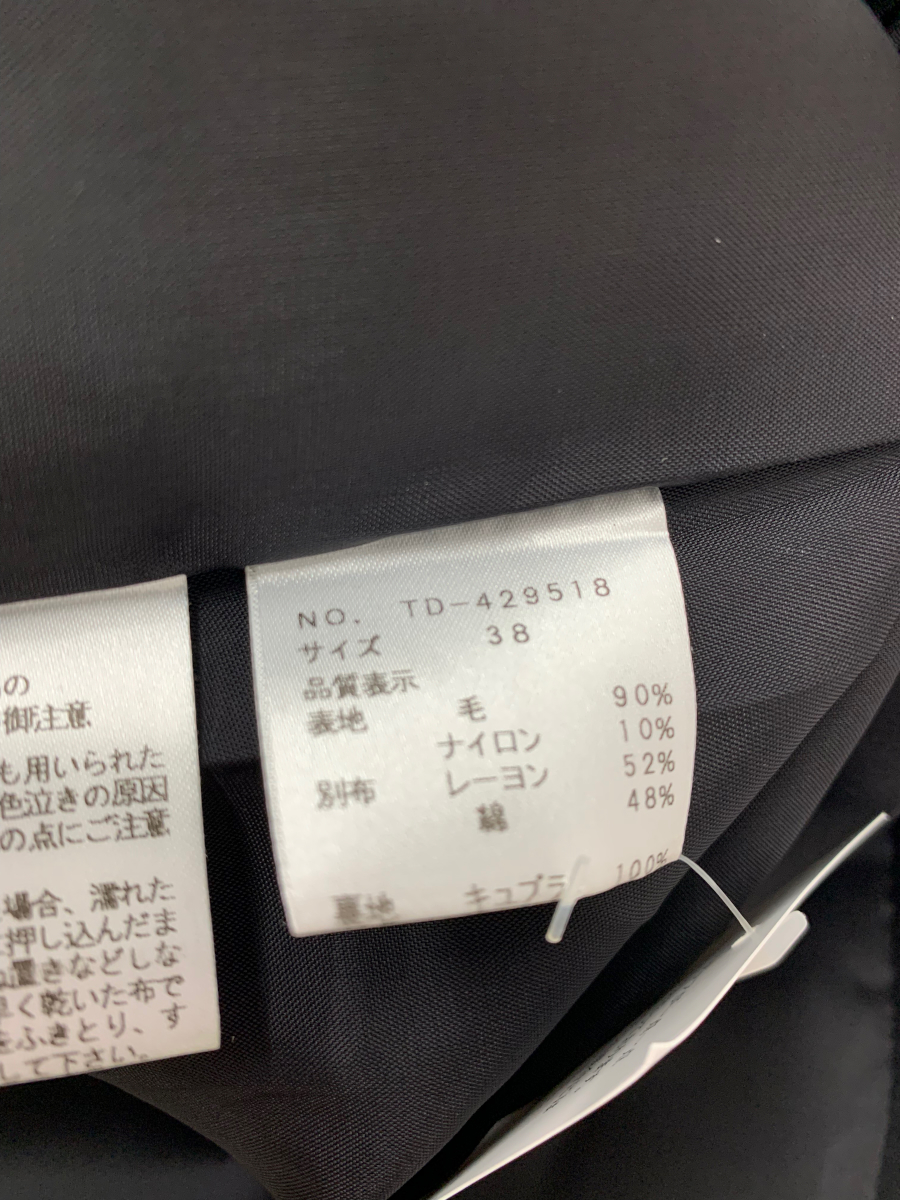 NO. TD-429518
サイズ 38
品質表示
表地 毛 90%
ナイロン 10%
別布 レーヨン 52%
綿 48%
裏地 キュプラ 100%
の
御注意
も用いられた
色泣きの原因
の点にご注意
場合、濡れた
押し込んだま
置きなどしな
早く乾いた布で
をふきとり、す
して下さい。